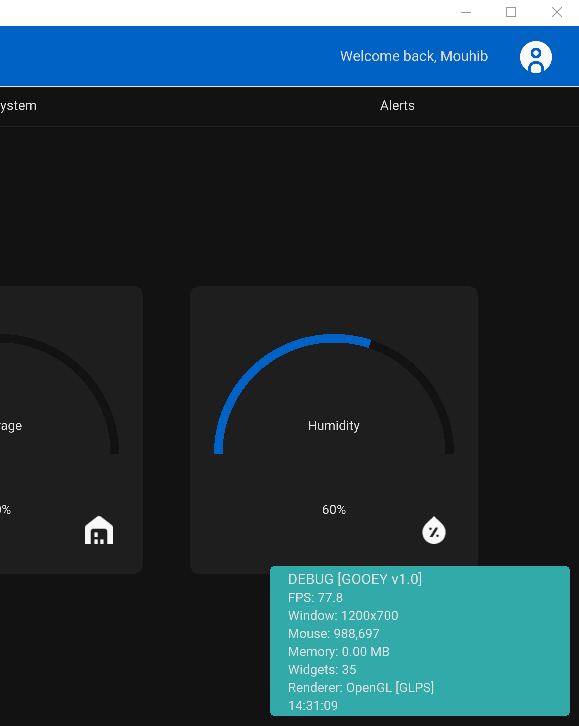 Welcome back, Mouhib
ystem
Alerts
rage
Humidity
%
60%
DEBUG [GOOEY v1.0]
FPS: 77.8
Window: 1200x700
Mouse: 988,697
Memory: 0.00 MB
Widgets: 35
Renderer: OpenGL [GLPS]
14:31:09